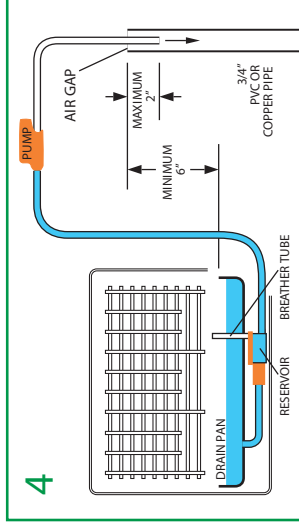 4
PUMP
AIR GAP
MAXIMUM
2"
MINIMUM
6"
3/4"
PVC OR
COPPER PIPE
DRAIN PAN
BREATHER TUBE
RESERVOIR